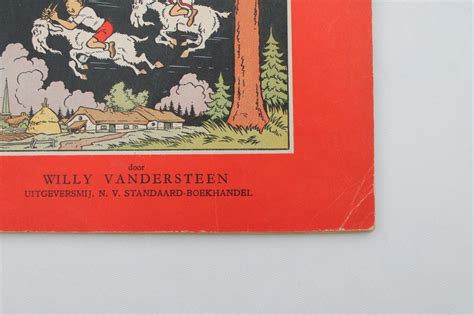 door
WILLY VANDERSTEEN
UITGEVERSMIJ. N. V. STANDAARD-BOEKHANDEL